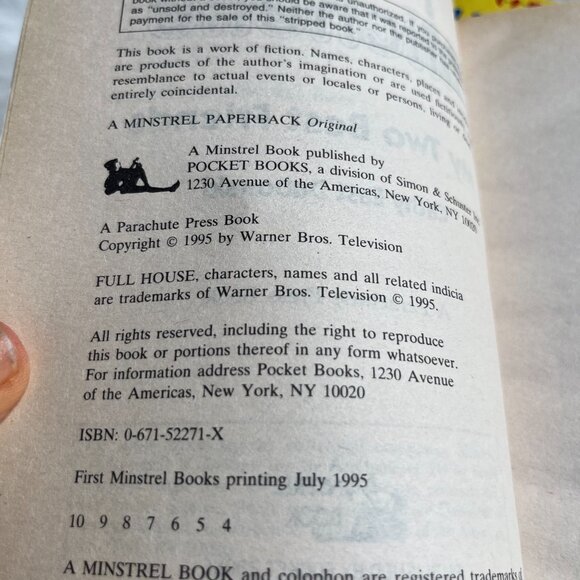 as "unsold and destroyed." Neither the author nor the publisher
payment for the sale of this "stripped book."
This book is a work of fiction. Names, characters, places and
are products of the author's imagination or are used
resemblance to actual events or locales or persons, living or
entirely coincidental.
A MINSTREL PAPERBACK Original
A Minstrel Book published by
POCKET BOOKS, a division of Simon & Schuster
1230 Avenue of the Americas, New York, NY 10020
A Parachute Press Book
Copyright © 1995 by Warner Bros. Television
FULL HOUSE, characters, names and all related indicia
are trademarks of Warner Bros. Television © 1995.
All rights reserved, including the right to reproduce
this book or portions thereof in any form whatsoever.
For information address Pocket Books, 1230 Avenue
of the Americas, New York, NY 10020
ISBN: 0-671-52271-X
First Minstrel Books printing July 1995
10 9 8 7 6 5 4
A MINSTREL BOOK and colophon are registered trademarks